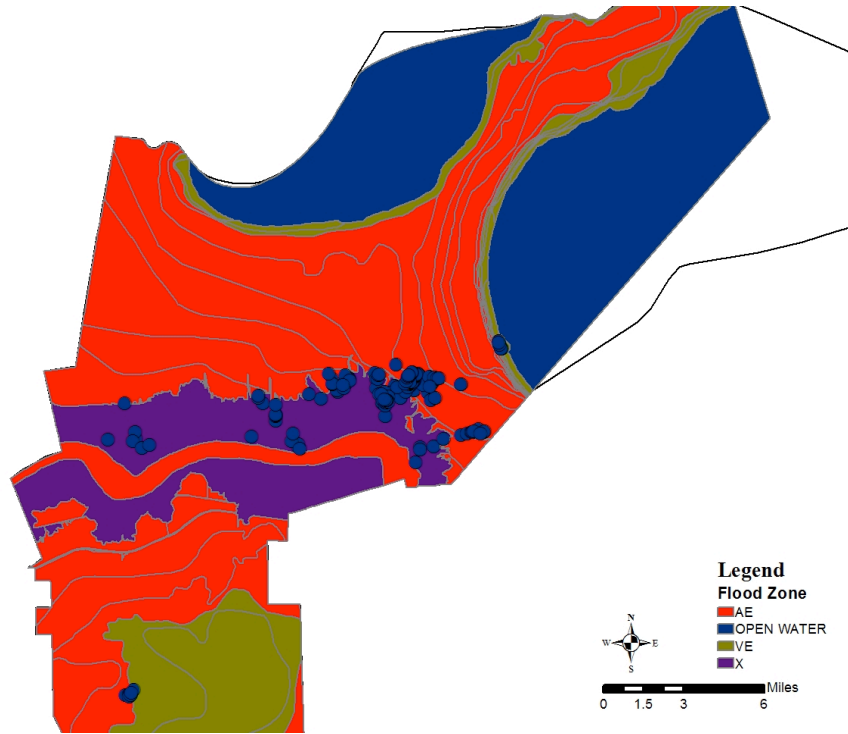 Legend
Flood Zone
AE
OPEN WATER
VE
X
N
W E
S
Miles
0 1.5 3 6